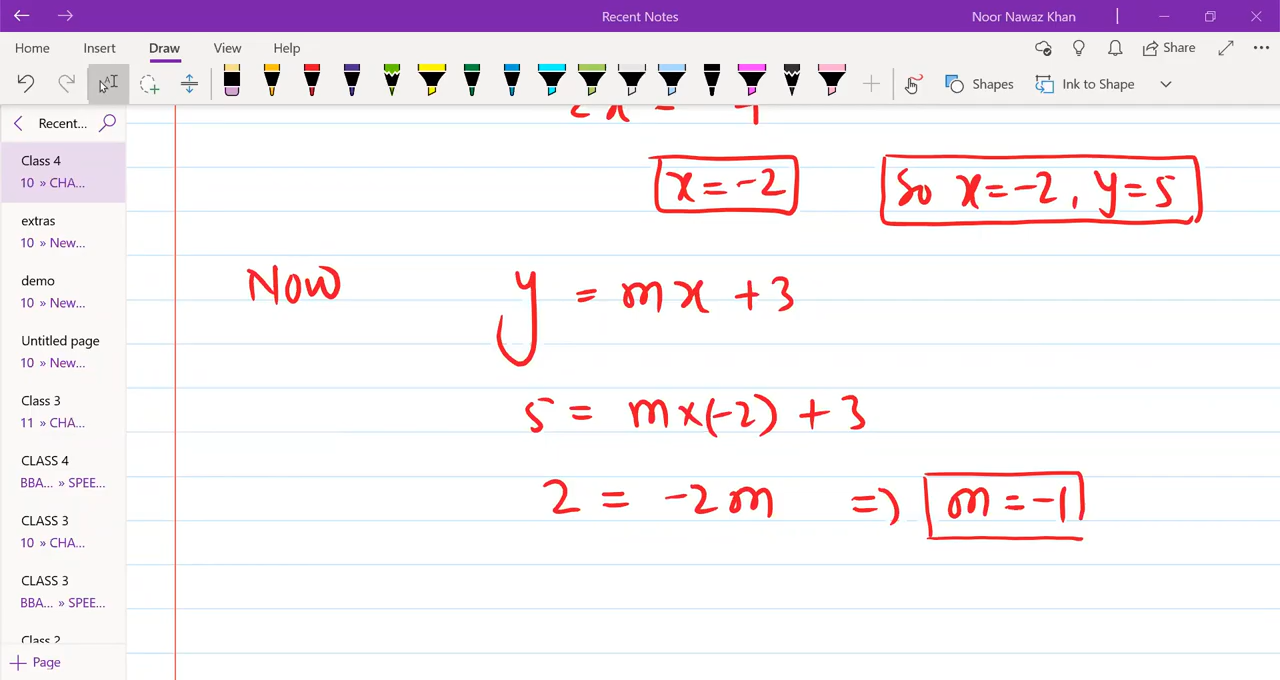 Recent Notes
Noor Nawaz Khan
Home Insert Draw View Help
Share
Shapes
Ink to Shape
Recent...
Class 4
10 » CHA...
extras
10 » New...
demo
10 » New...
Untitled page
10 » New...
Class 3
11 » CHA...
CLASS 4
BBA... » SPEE...
CLASS 3
10 » CHA...
CLASS 3
BBA... » SPEE...
Class 2
Page
x = -2
So x = -2, y = 5
Now y = mx + 3
5 = mx(-2) + 3
2 = -2m => m = -1